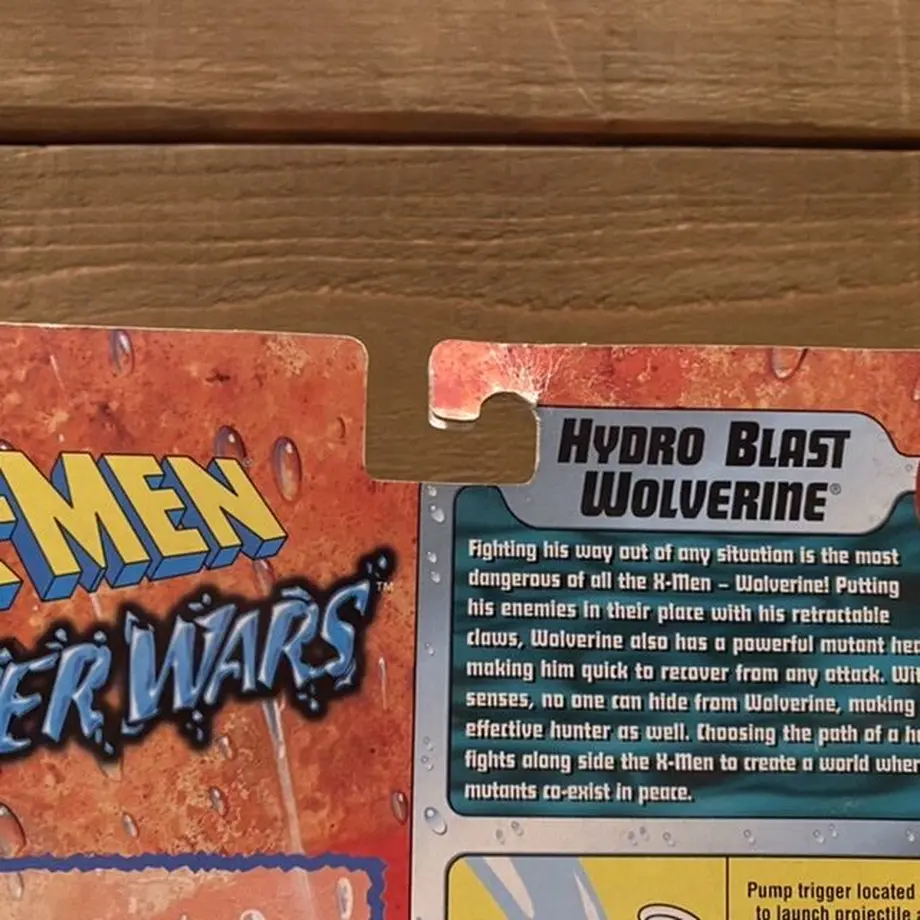 MEN
WARS™
HYDRO BLAST
WOLVERINE®
Fighting his way out of any situation is the most
dangerous of all the X-Men – Wolverine! Putting
his enemies in their place with his retractable
claws, Wolverine also has a powerful mutant
making him quick to recover from any attack.
senses, no one can hide from Wolverine, making
effective hunter as well. Choosing the path of a
fights along side the X-Men to create a world
mutants co-exist in peace.
Pump trigger located
to launch projectile